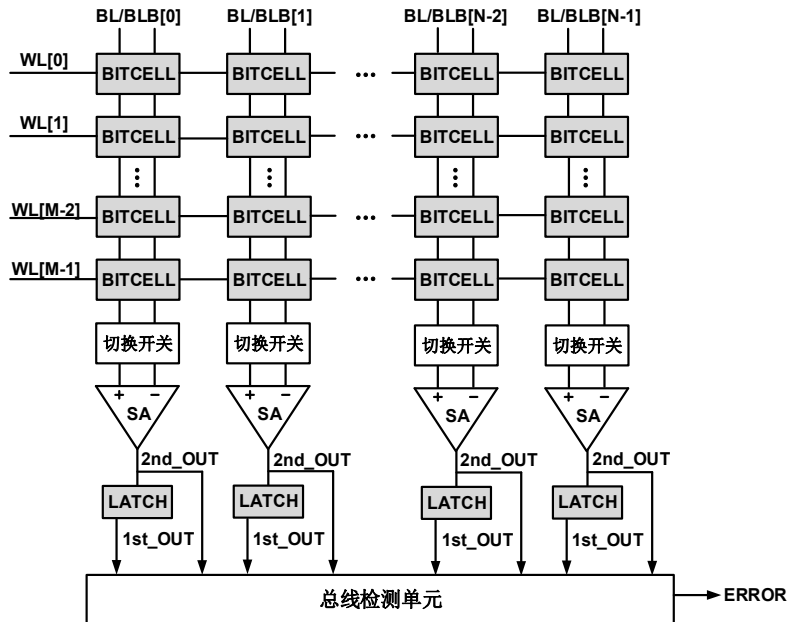 BL/BLB[0] BL/BLB[1] BL/BLB[N-2] BL/BLB[N-1]
WL[0] BITCELL BITCELL ... BITCELL BITCELL
WL[1] BITCELL BITCELL ... BITCELL BITCELL
WL[M-2] BITCELL BITCELL ... BITCELL BITCELL
WL[M-1] BITCELL BITCELL ... BITCELL BITCELL
切换开关 切换开关 切换开关 切换开关
+ − + − + − + −
SA SA SA SA
2nd_OUT 2nd_OUT 2nd_OUT 2nd_OUT
LATCH LATCH LATCH LATCH
1st_OUT 1st_OUT 1st_OUT 1st_OUT
总线检测单元 ERROR